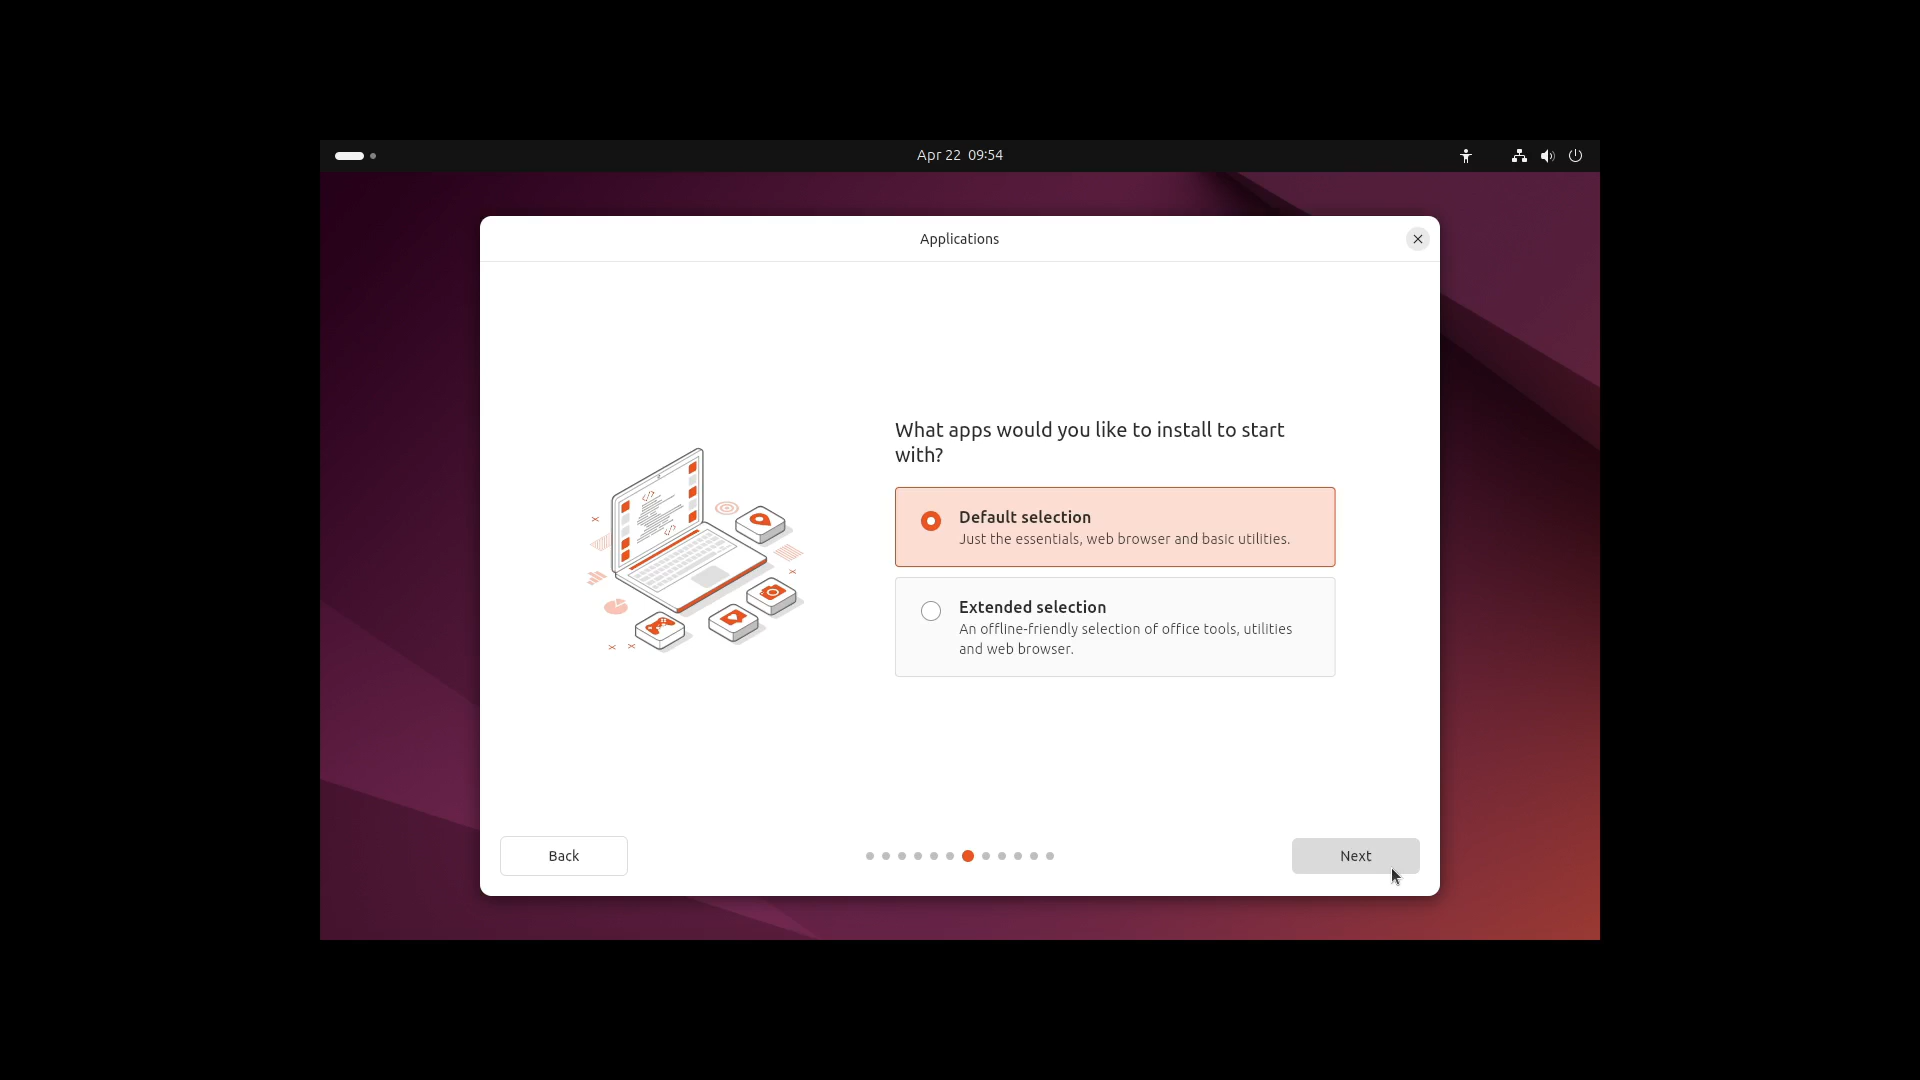 Apr 22 09:54
Applications
What apps would you like to install to start
with?
Default selection
Just the essentials, web browser and basic utilities.
Extended selection
An offline-friendly selection of office tools, utilities
and web browser.
Back
Next